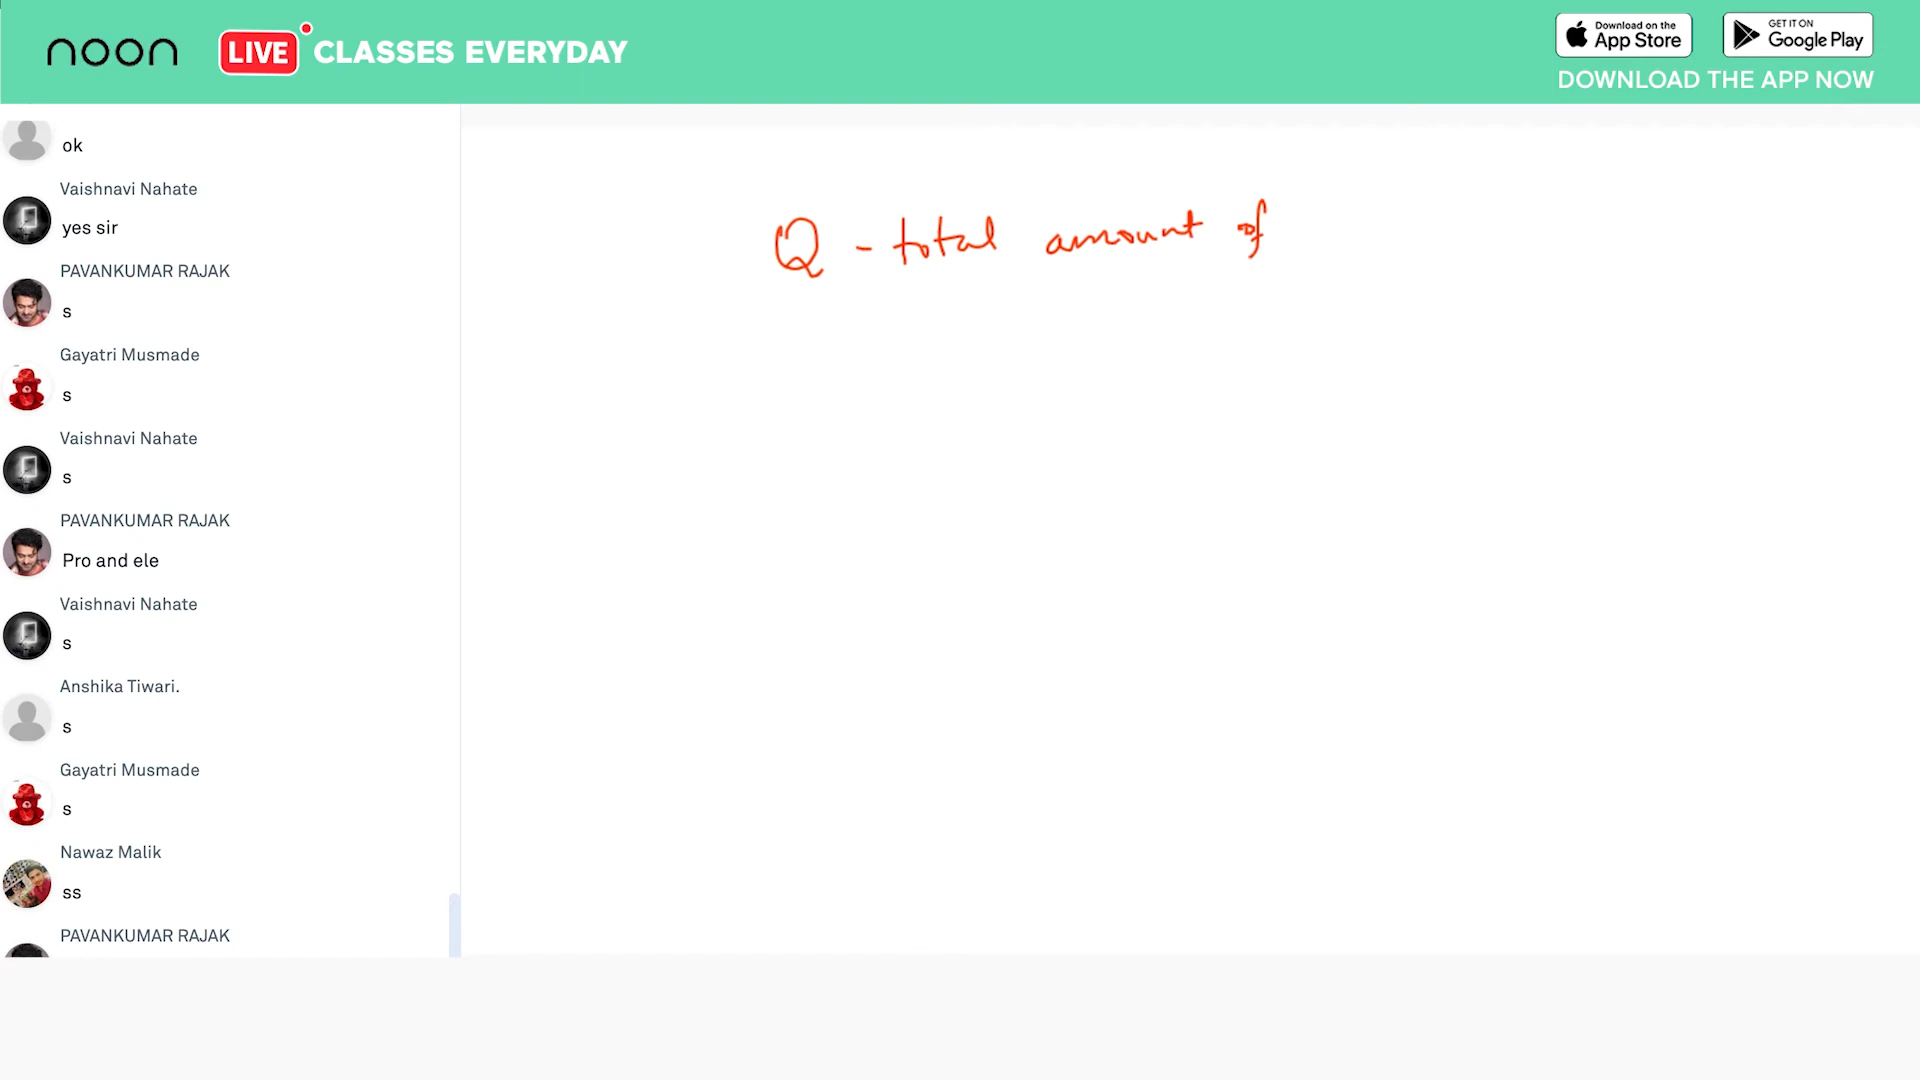 noon
LIVE CLASSES EVERYDAY
Download on the
App Store
GET IT ON
Google Play
DOWNLOAD THE APP NOW
ok
Vaishnavi Nahate
yes sir
PAVANKUMAR RAJAK
s
Gayatri Musmade
s
Vaishnavi Nahate
s
PAVANKUMAR RAJAK
Pro and ele
Vaishnavi Nahate
s
Anshika Tiwari.
s
Gayatri Musmade
s
Nawaz Malik
ss
PAVANKUMAR RAJAK
Q - total amount of